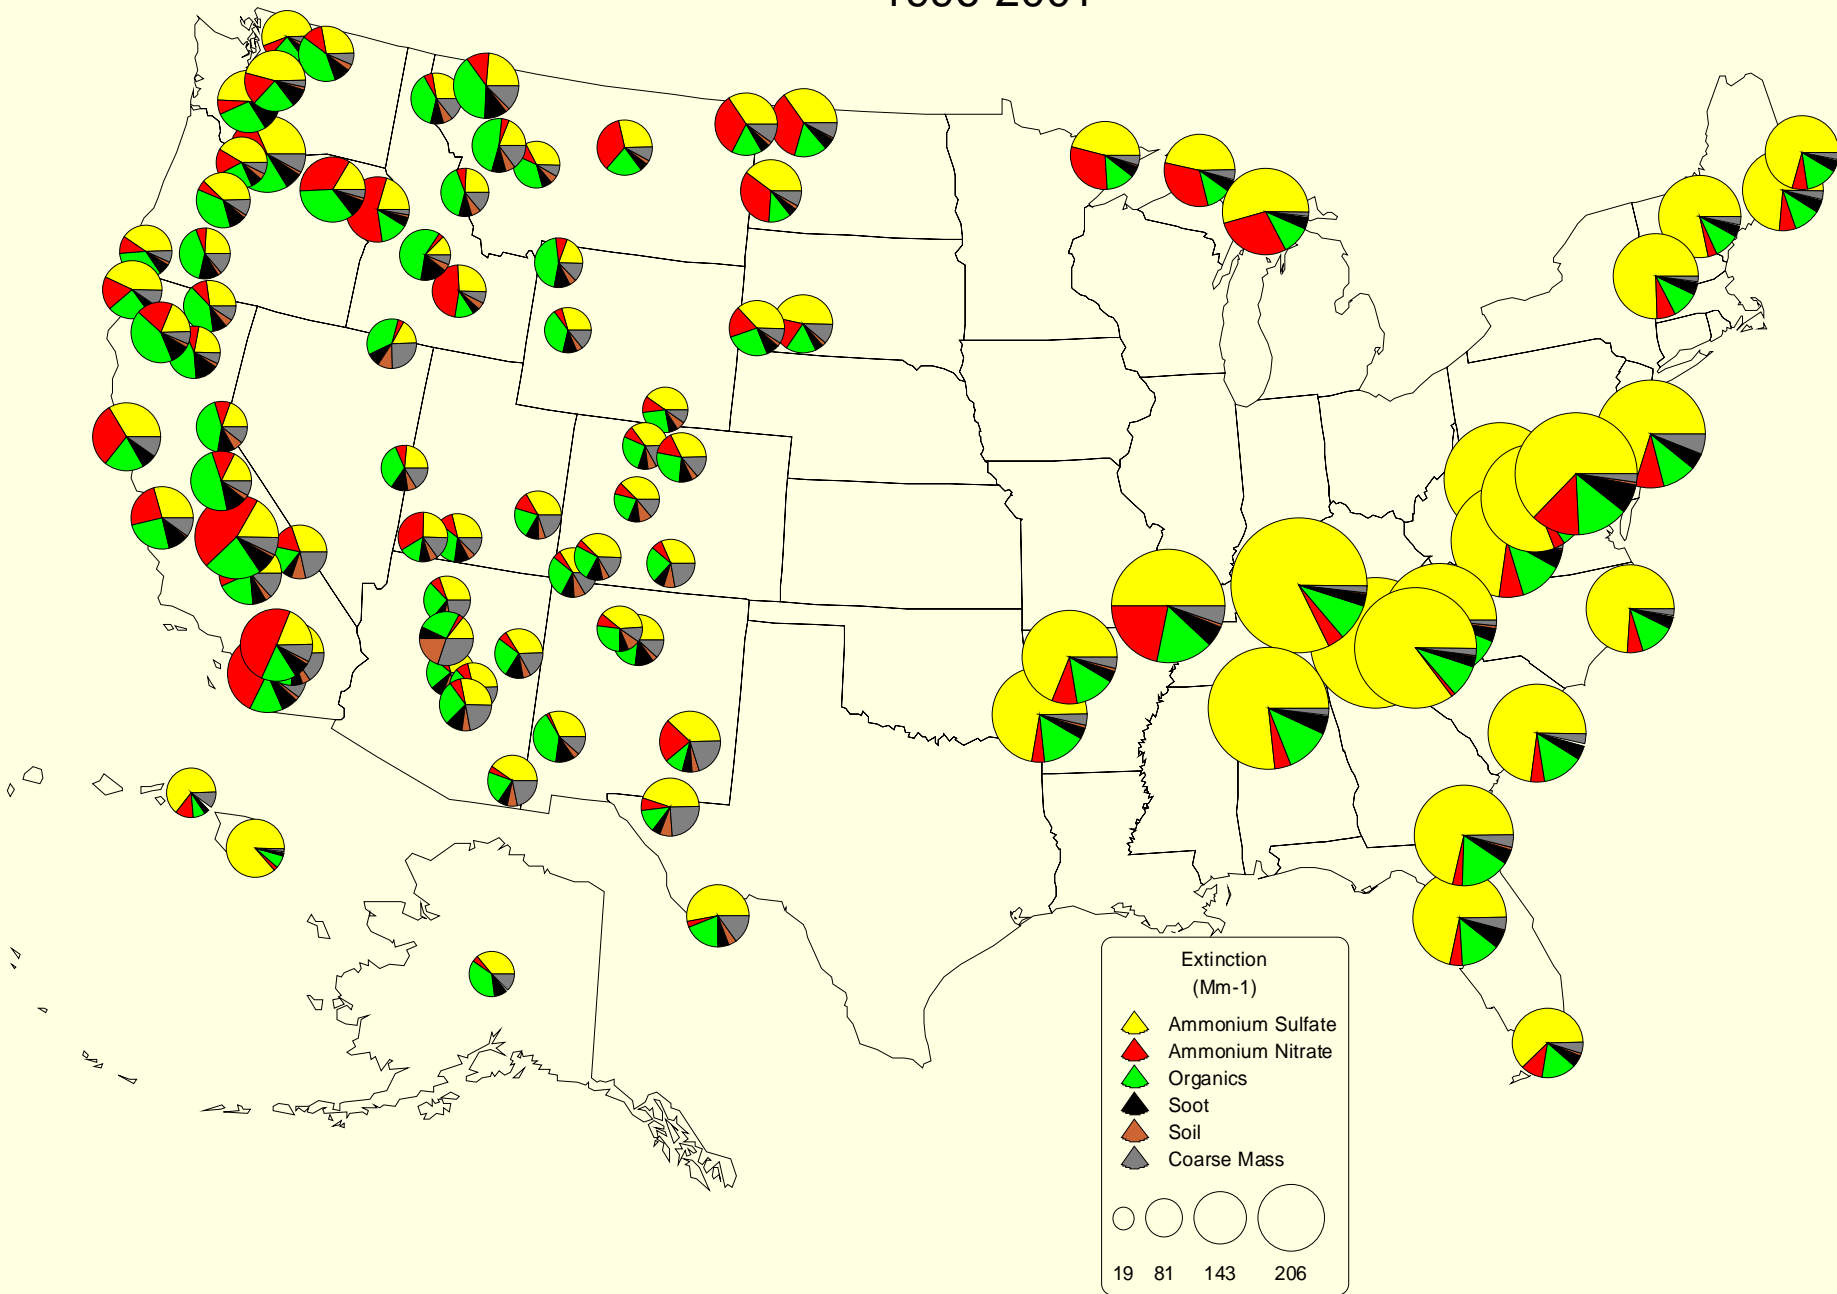 Extinction
(Mm-1)
Ammonium Sulfate
Ammonium Nitrate
Organics
Soot
Soil
Coarse Mass
19 81 143 206